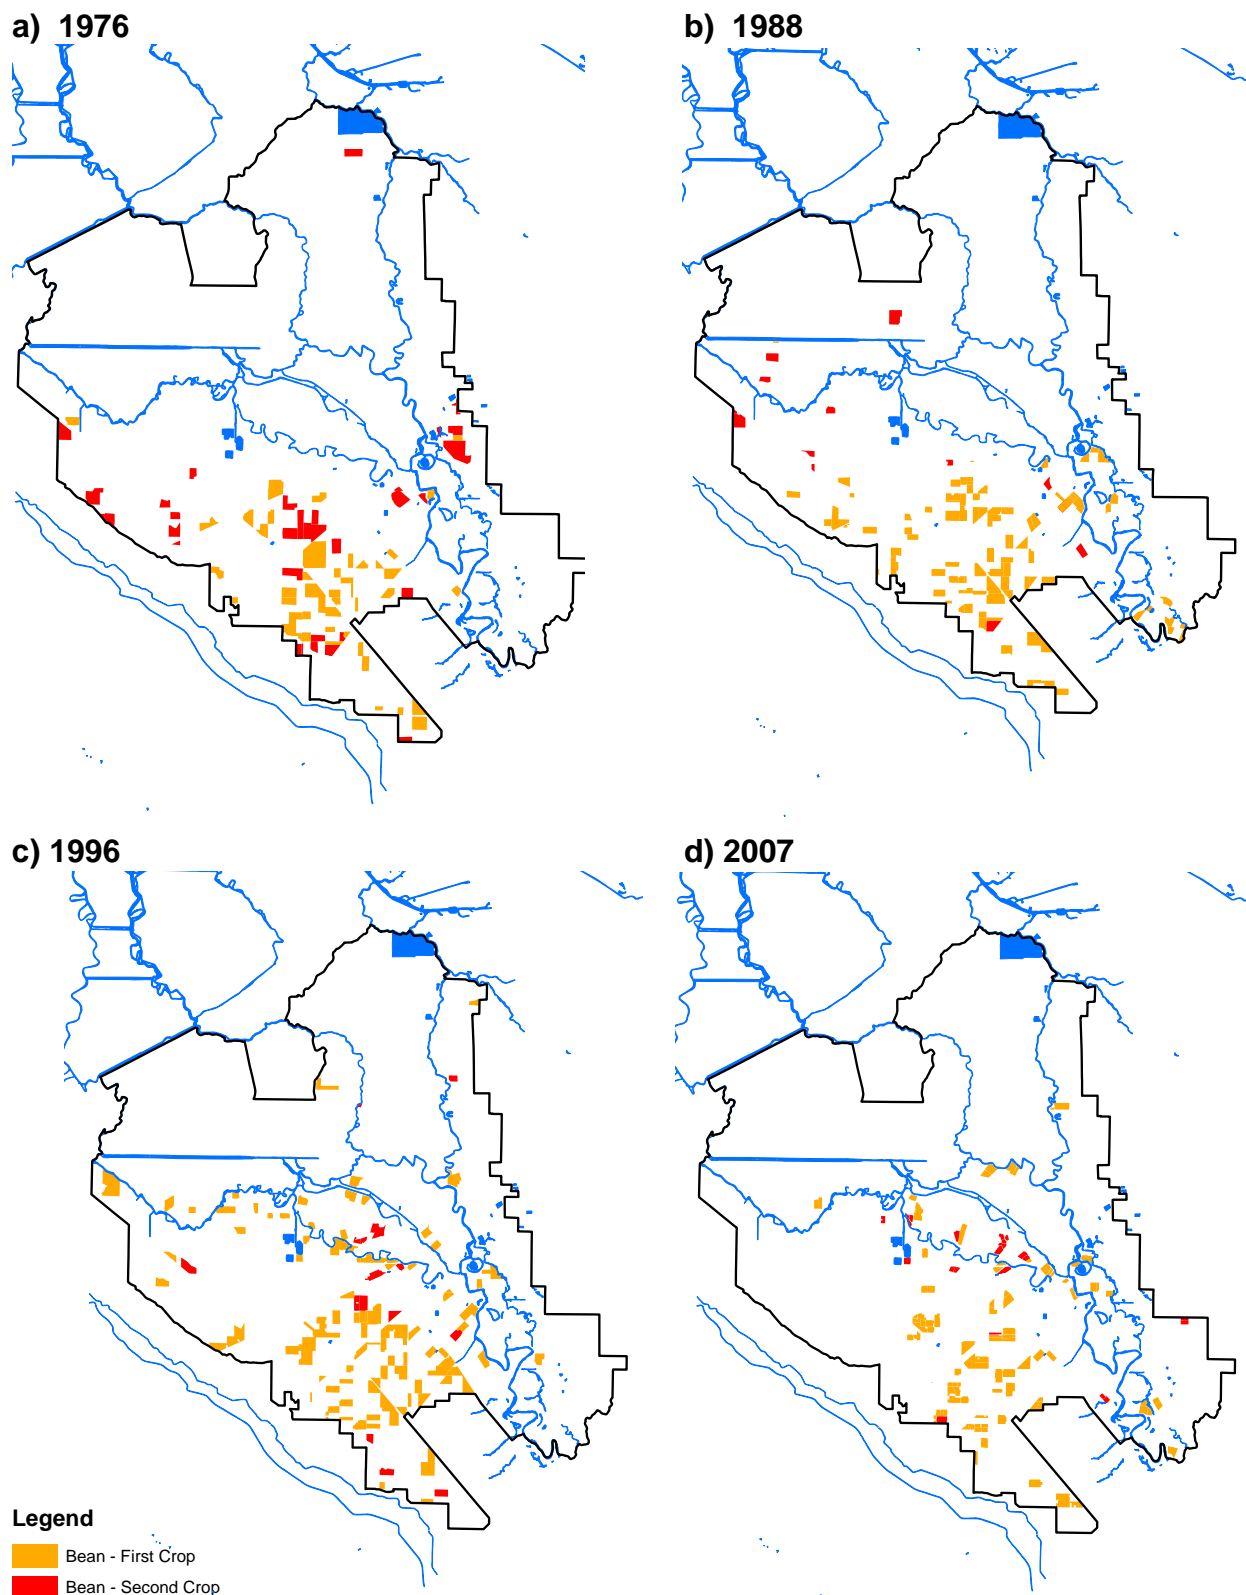 a) 1976
b) 1988
c) 1996
d) 2007
Legend
Bean - First Crop
Bean - Second Crop